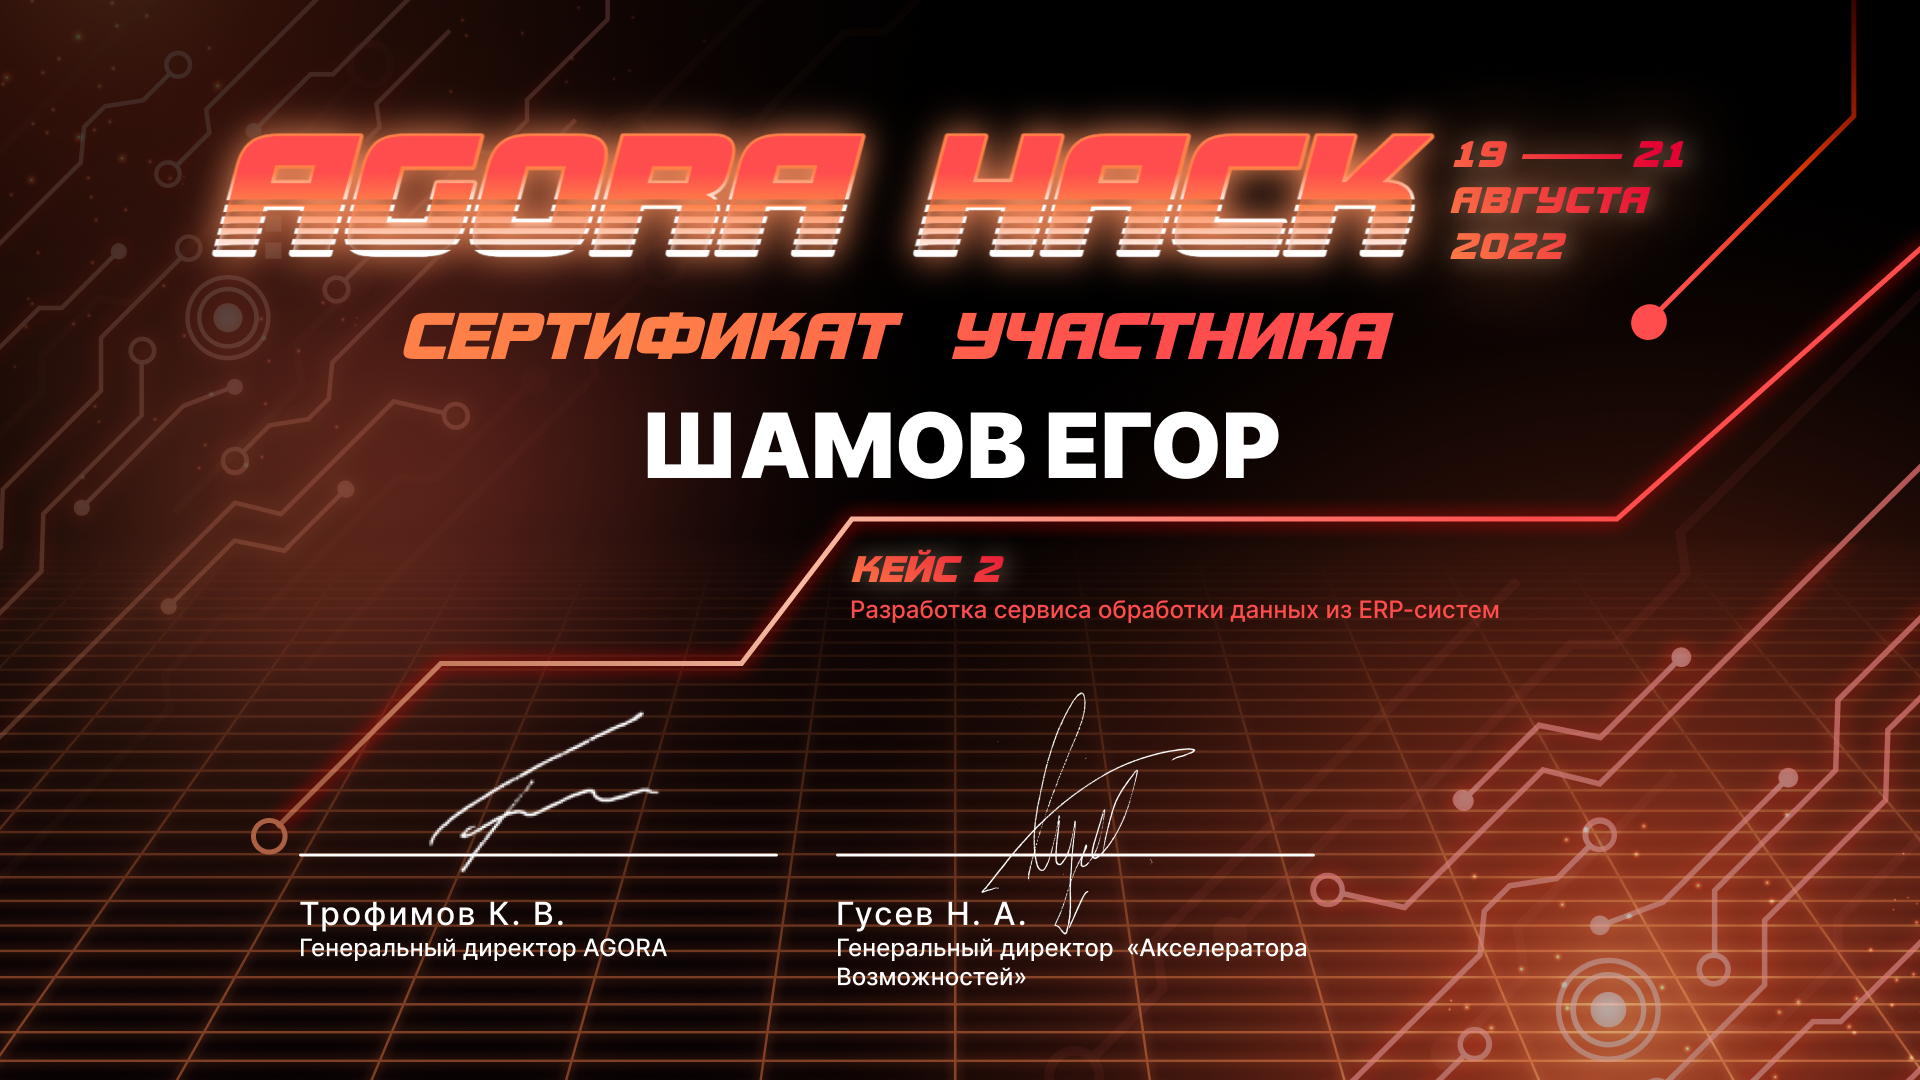 AGORA HACK
19 — 21
АВГУСТА
2022
СЕРТИФИКАТ УЧАСТНИКА
ШАМОВ ЕГОР
КЕЙС 2
Разработка сервиса обработки данных из ERP-систем
Трофимов К. В.
Генеральный директор AGORA
Гусев Н. А.
Генеральный директор «Акселератора
Возможностей»